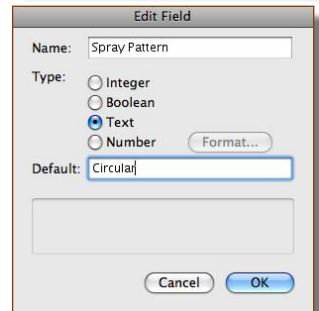 Edit Field
Name: Spray Pattern
Type: Integer
Boolean
Text
Number Format...
Default: Circular
Cancel OK